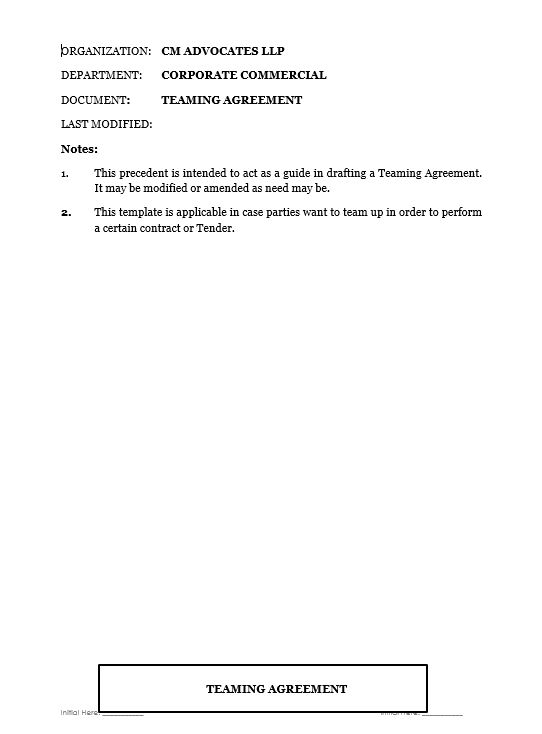 ORGANIZATION: CM ADVOCATES LLP
DEPARTMENT: CORPORATE COMMERCIAL
DOCUMENT: TEAMING AGREEMENT
LAST MODIFIED:
Notes:
1. This precedent is intended to act as a guide in drafting a Teaming Agreement.
It may be modified or amended as need may be.
2. This template is applicable in case parties want to team up in order to perform
a certain contract or Tender.
TEAMING AGREEMENT
Initial Here: __________ Initial Here: __________